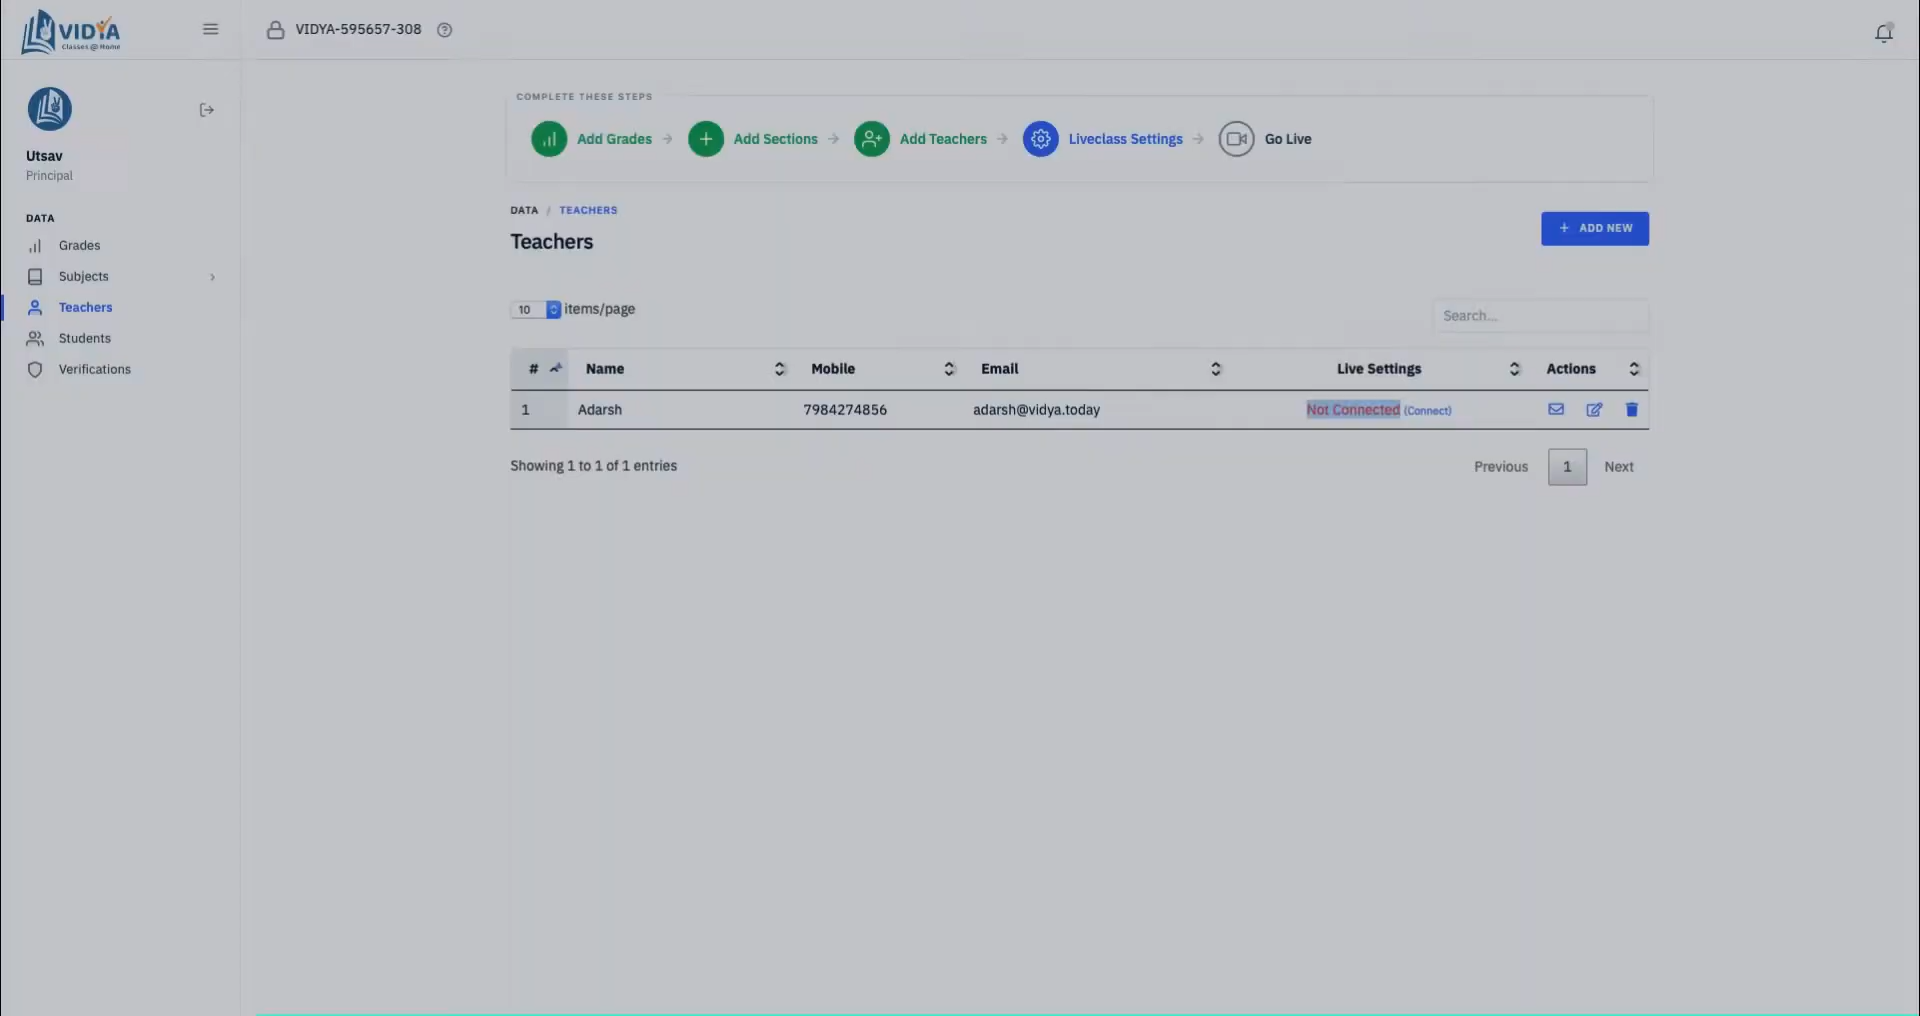 VIDYA
Classes @ Home
VIDYA-595657-308
Utsav
Principal
DATA
Grades
Subjects
Teachers
Students
Verifications
COMPLETE THESE STEPS
Add Grades
Add Sections
Add Teachers
Liveclass Settings
Go Live
DATA / TEACHERS
Teachers
+ ADD NEW
10 items/page
Search...
# Name Mobile Email Live Settings Actions
1 Adarsh 7984274856 adarsh@vidya.today Not Connected (Connect)
Showing 1 to 1 of 1 entries
Previous 1 Next